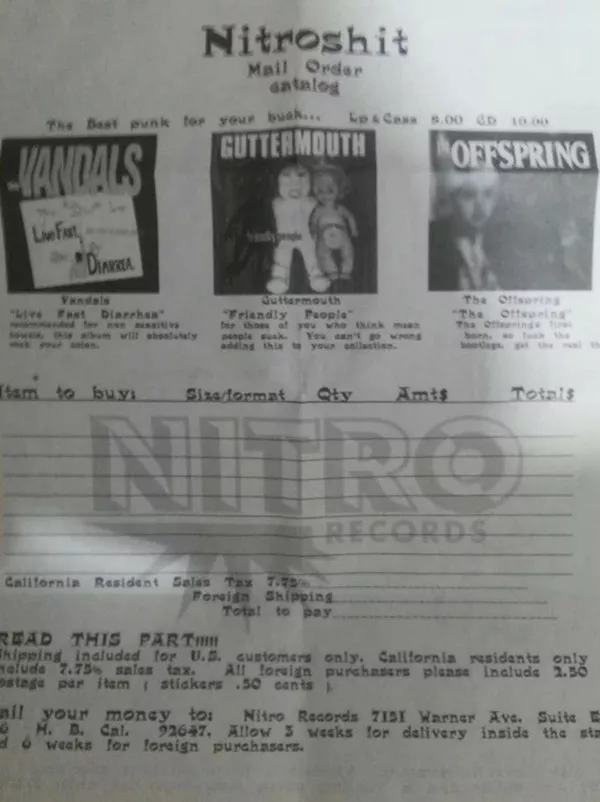 Nitroshit
Mail Order
catalog
The Best punk for your buck... Lp & Cass 8.00 CD 10.00
THE VANDALS
GUTTERMOUTH
OFFSPRING
LIVE FAST,
DIARREA
friendly people
Vandals
Guttermouth
The Offspring
"Live Fast Diarrhea"
"Friendly People"
"The Offspring"
recommended for non sensitive
for those of you who think mean
The Offsprings first
this album will absolutely
people suck. You can't go wrong
born, so fuck the
your colon.
adding this to your collection.
bootlegs, get the real th
Item to buy: Size/format Qty Amt$ Total$
NITRO
RECORDS
California Resident Sales Tax 7.75%
Foreign Shipping
Total to pay
READ THIS PART!!!!!
Shipping included for U.S. customers only. California residents only
include 7.75% sales tax. All foreign purchasers please include 2.50
postage per item ( stickers .50 cents ).
ail your money to: Nitro Records 7151 Warner Ave. Suite E
H. B. Cal. 92647. Allow 3 weeks for delivery inside the sta
d 6 weeks for foreign purchasers.